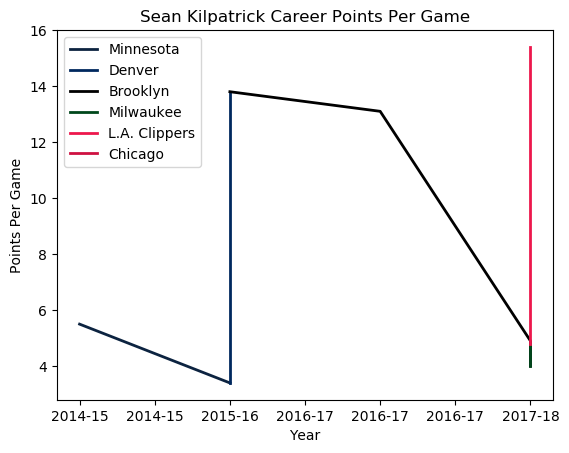 Sean Kilpatrick Career Points Per Game
16
14
12
10
8
6
4
Points Per Game
Minnesota
Denver
Brooklyn
Milwaukee
L.A. Clippers
Chicago
2014-15 2014-15 2015-16 2016-17 2016-17 2016-17 2017-18
Year